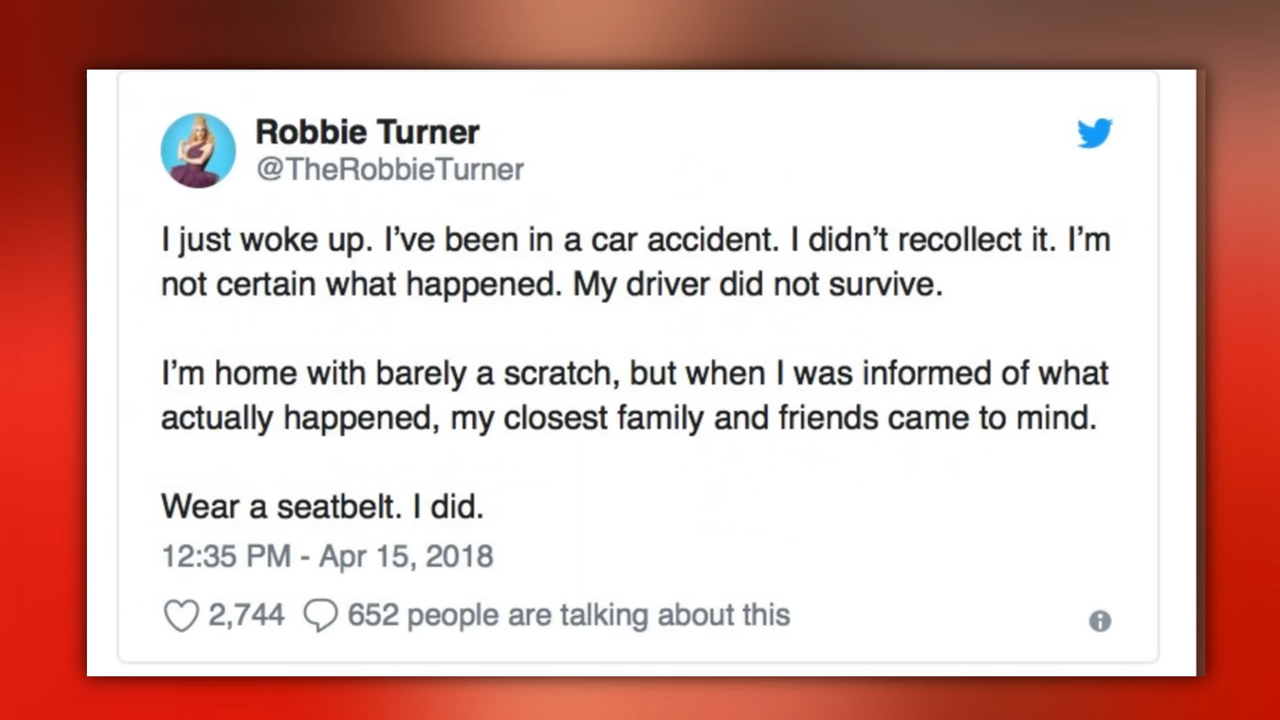 Robbie Turner
@TheRobbieTurner
I just woke up. I’ve been in a car accident. I didn’t recollect it. I’m
not certain what happened. My driver did not survive.
I’m home with barely a scratch, but when I was informed of what
actually happened, my closest family and friends came to mind.
Wear a seatbelt. I did.
12:35 PM - Apr 15, 2018
2,744 652 people are talking about this